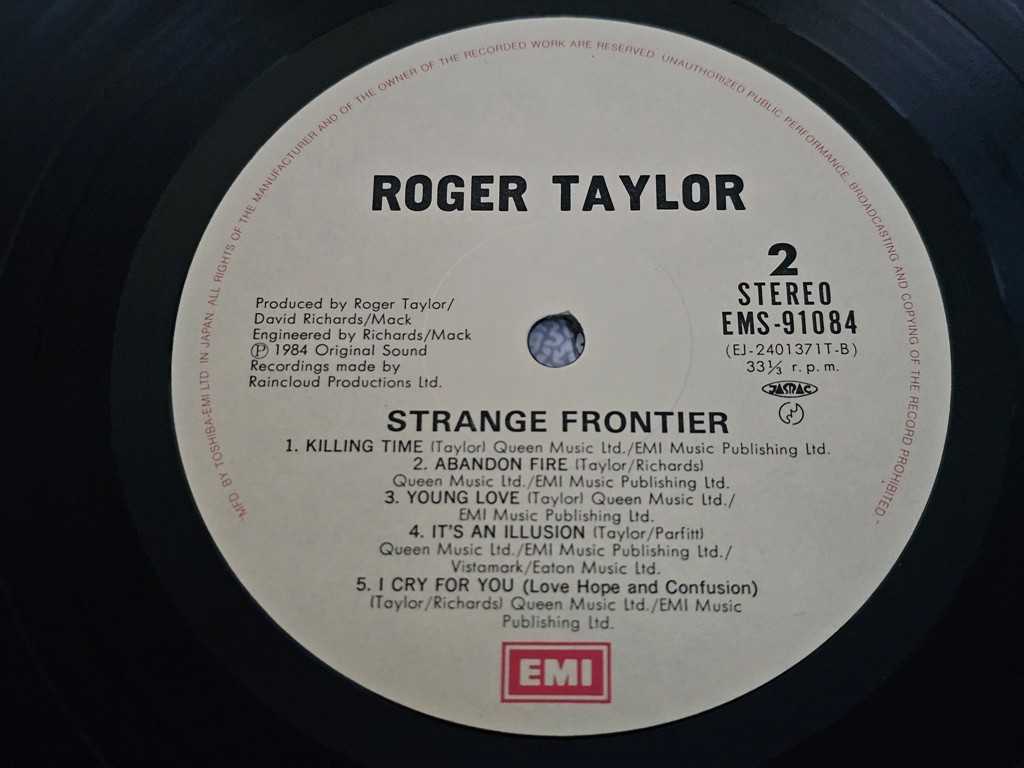 "MFD BY TOSHIBA-EMI LTD IN JAPAN. ALL RIGHTS OF THE MANUFACTURER AND OF THE OWNER OF THE RECORDED WORK ARE RESERVED. UNAUTHORIZED PUBLIC PERFORMANCE, BROADCASTING AND COPYING OF THE RECORD PROHIBITED."
ROGER TAYLOR
2
STEREO
EMS-91084
(EJ-2401371T-B)
33 1/3 r.p.m.
JASRAC
Produced by Roger Taylor/
David Richards/Mack
Engineered by Richards/Mack
Ⓟ 1984 Original Sound
Recordings made by
Raincloud Productions Ltd.
STRANGE FRONTIER
1. KILLING TIME (Taylor) Queen Music Ltd./EMI Music Publishing Ltd.
2. ABANDON FIRE (Taylor/Richards)
Queen Music Ltd./EMI Music Publishing Ltd.
3. YOUNG LOVE (Taylor) Queen Music Ltd./
EMI Music Publishing Ltd.
4. IT'S AN ILLUSION (Taylor/Parfitt)
Queen Music Ltd./EMI Music Publishing Ltd./
Vistamark/Eaton Music Ltd.
5. I CRY FOR YOU (Love Hope and Confusion)
(Taylor/Richards) Queen Music Ltd./EMI Music
Publishing Ltd.
EMI